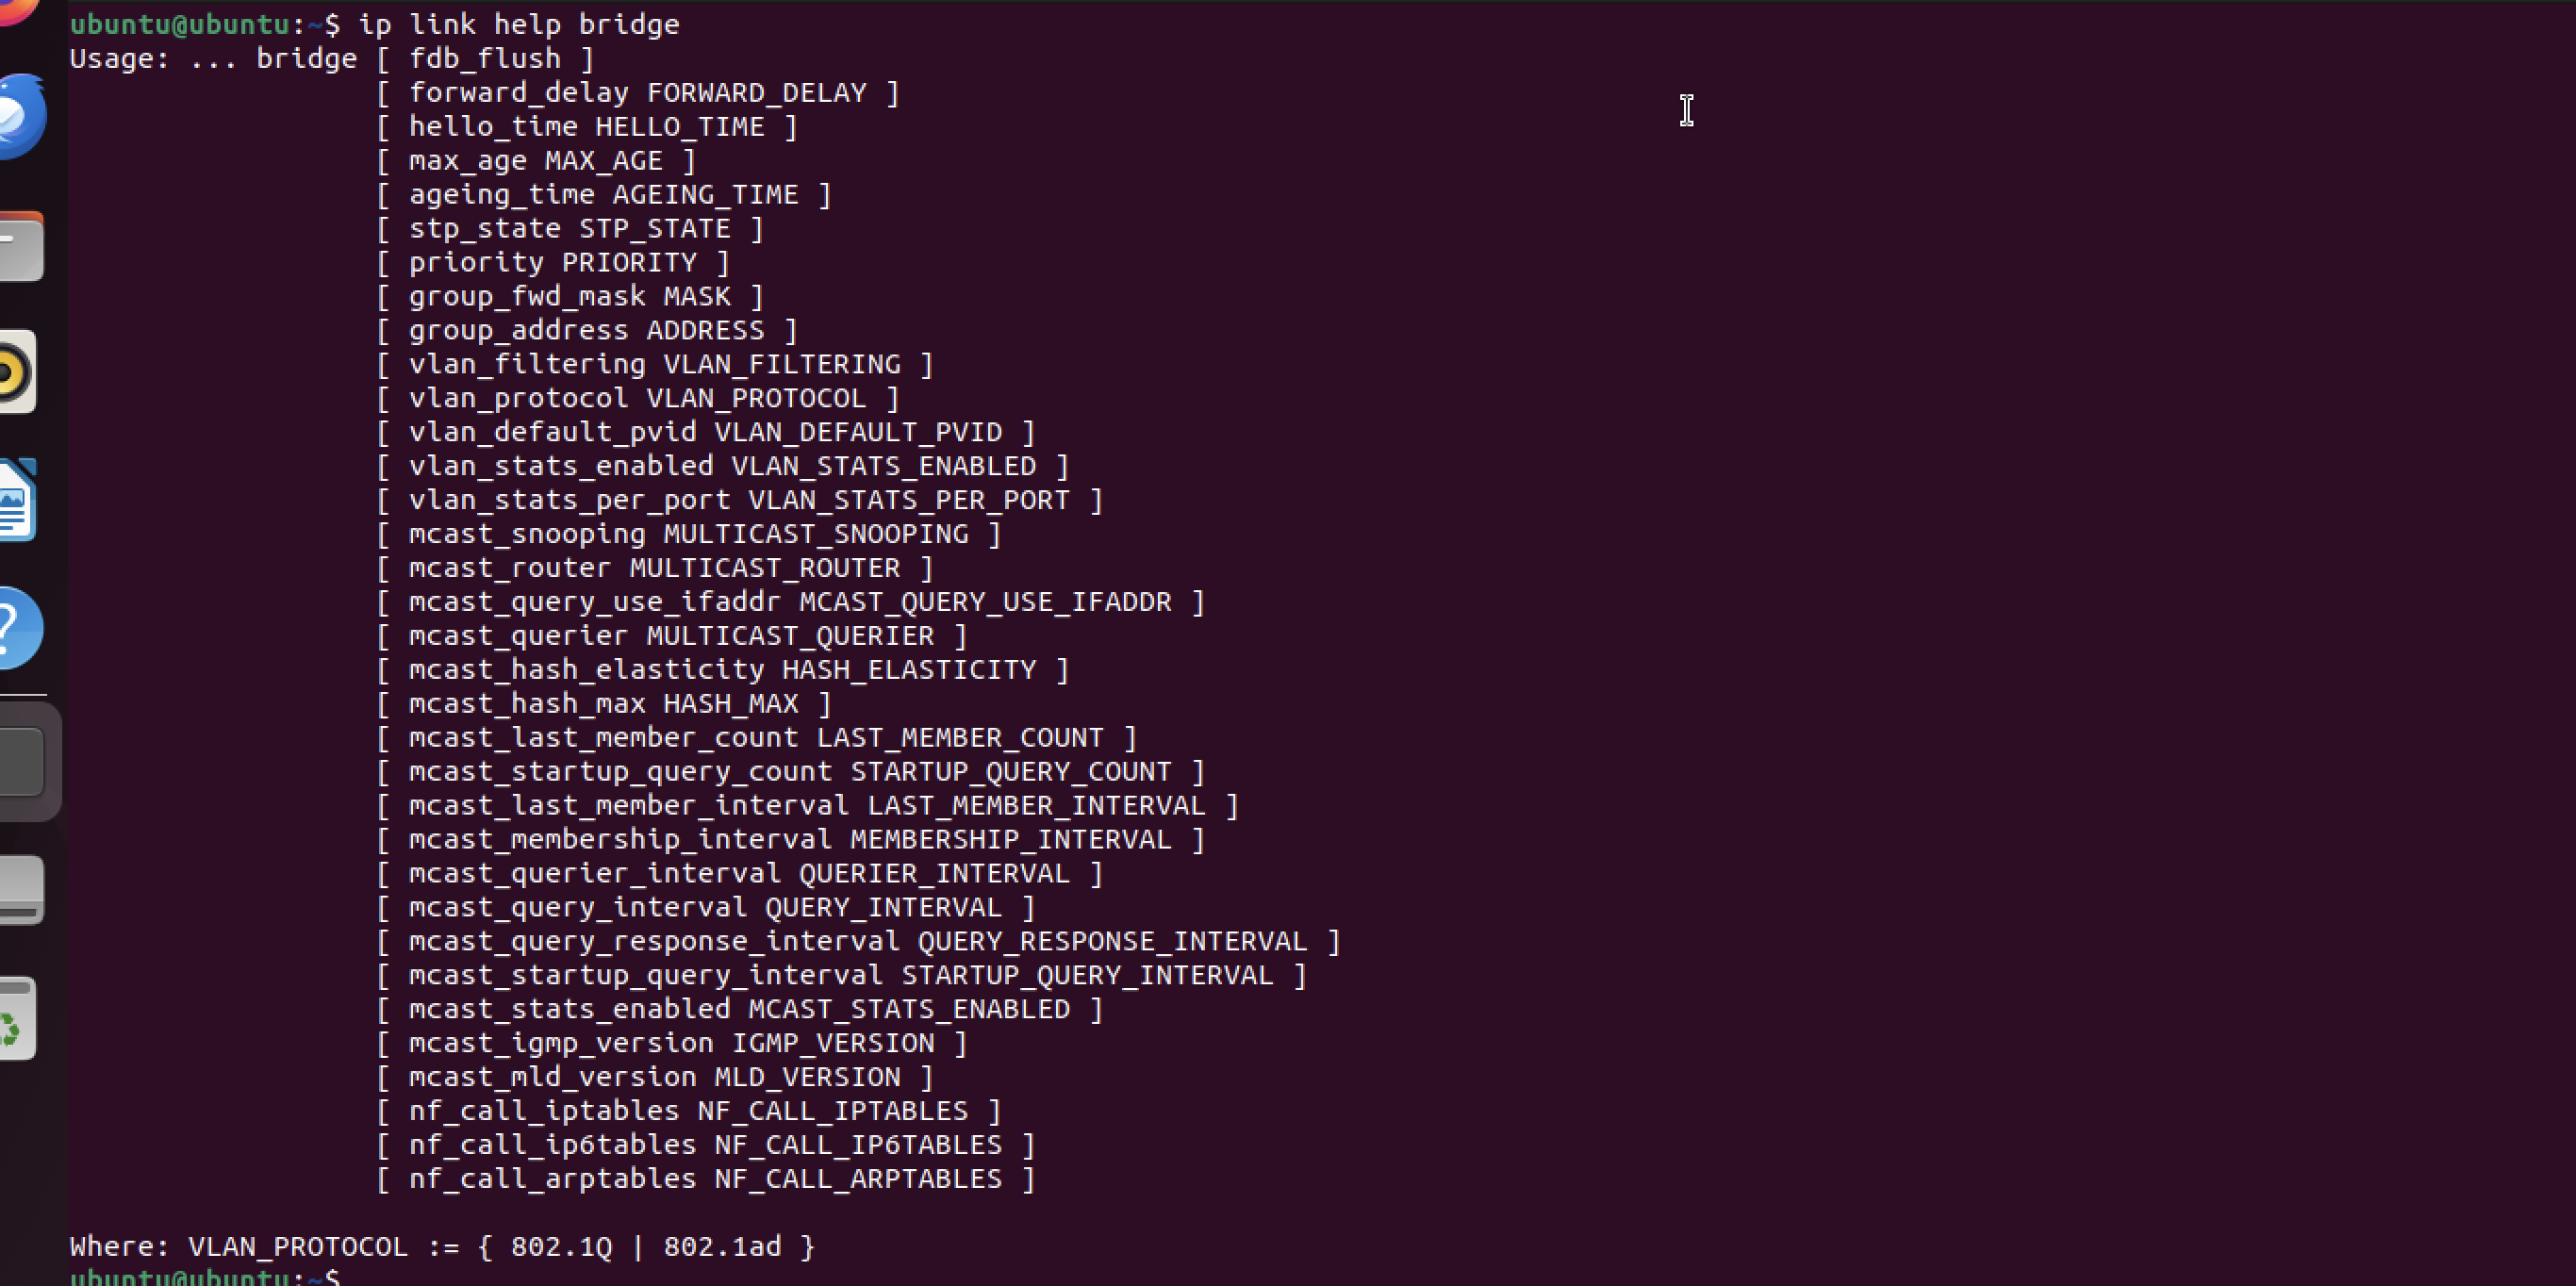 ubuntu@ubuntu:~$ ip link help bridge
Usage: ... bridge [ fdb_flush ]
                  [ forward_delay FORWARD_DELAY ]
                  [ hello_time HELLO_TIME ]
                  [ max_age MAX_AGE ]
                  [ ageing_time AGEING_TIME ]
                  [ stp_state STP_STATE ]
                  [ priority PRIORITY ]
                  [ group_fwd_mask MASK ]
                  [ group_address ADDRESS ]
                  [ vlan_filtering VLAN_FILTERING ]
                  [ vlan_protocol VLAN_PROTOCOL ]
                  [ vlan_default_pvid VLAN_DEFAULT_PVID ]
                  [ vlan_stats_enabled VLAN_STATS_ENABLED ]
                  [ vlan_stats_per_port VLAN_STATS_PER_PORT ]
                  [ mcast_snooping MULTICAST_SNOOPING ]
                  [ mcast_router MULTICAST_ROUTER ]
                  [ mcast_query_use_ifaddr MCAST_QUERY_USE_IFADDR ]
                  [ mcast_querier MULTICAST_QUERIER ]
                  [ mcast_hash_elasticity HASH_ELASTICITY ]
                  [ mcast_hash_max HASH_MAX ]
                  [ mcast_last_member_count LAST_MEMBER_COUNT ]
                  [ mcast_startup_query_count STARTUP_QUERY_COUNT ]
                  [ mcast_last_member_interval LAST_MEMBER_INTERVAL ]
                  [ mcast_membership_interval MEMBERSHIP_INTERVAL ]
                  [ mcast_querier_interval QUERIER_INTERVAL ]
                  [ mcast_query_interval QUERY_INTERVAL ]
                  [ mcast_query_response_interval QUERY_RESPONSE_INTERVAL ]
                  [ mcast_startup_query_interval STARTUP_QUERY_INTERVAL ]
                  [ mcast_stats_enabled MCAST_STATS_ENABLED ]
                  [ mcast_igmp_version IGMP_VERSION ]
                  [ mcast_mld_version MLD_VERSION ]
                  [ nf_call_iptables NF_CALL_IPTABLES ]
                  [ nf_call_ip6tables NF_CALL_IP6TABLES ]
                  [ nf_call_arptables NF_CALL_ARPTABLES ]

Where: VLAN_PROTOCOL := { 802.1Q | 802.1ad }
ubuntu@ubuntu:~$